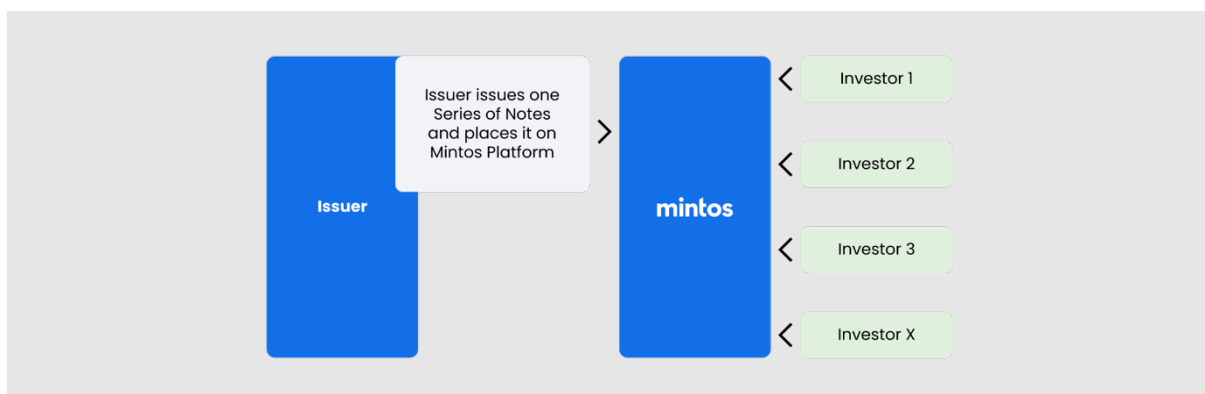 Issuer issues one
Series of Notes
and places it on
Mintos Platform
Issuer
mintos
Investor 1
Investor 2
Investor 3
Investor X